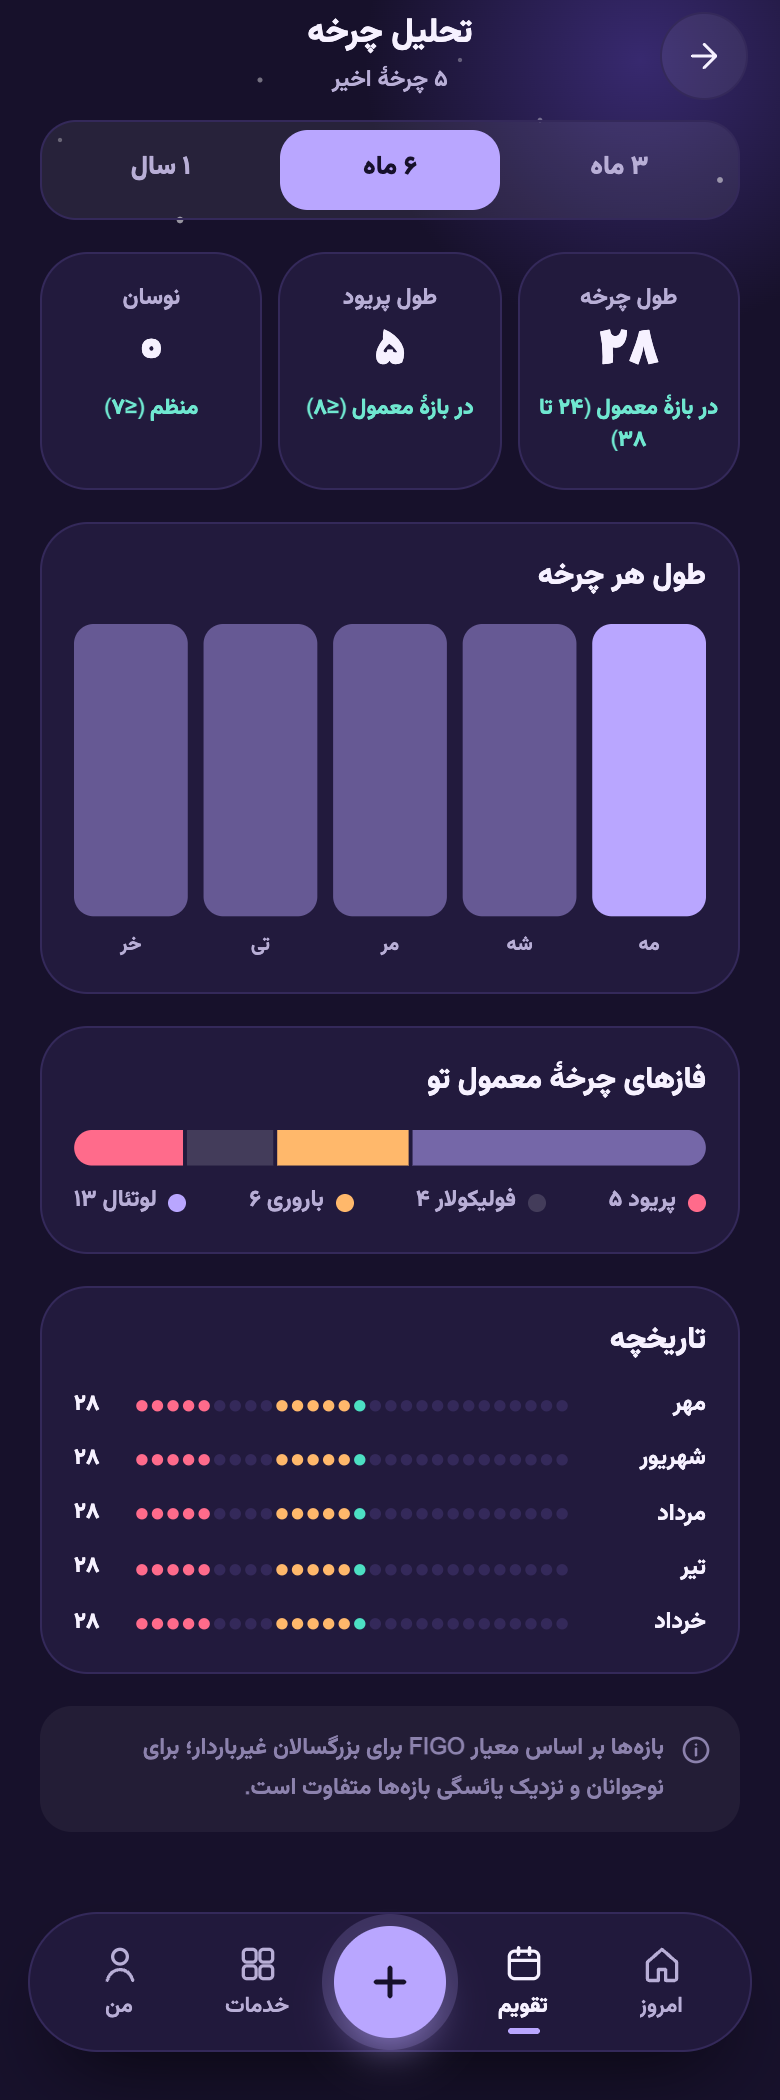 تحلیل چرخه
۵ چرخهٔ اخیر
۳ ماه
۶ ماه
۱ سال
طول چرخه
۲۸
در بازهٔ معمول (۲۴ تا
۳۸)
طول پریود
۵
در بازهٔ معمول (≤۸)
نوسان
۰
منظم (≤۷)
طول هر چرخه
مه
شه
مر
تی
خر
فازهای چرخهٔ معمول تو
پریود ۵
فولیکولار ۴
باروری ۶
لوتئال ۱۳
تاریخچه
مهر ۲۸
شهریور ۲۸
مرداد ۲۸
تیر ۲۸
خرداد ۲۸
بازه‌ها بر اساس معیار FIGO برای بزرگسالان غیرباردار؛ برای
نوجوانان و نزدیک یائسگی بازه‌ها متفاوت است.
امروز
تقویم
خدمات
من